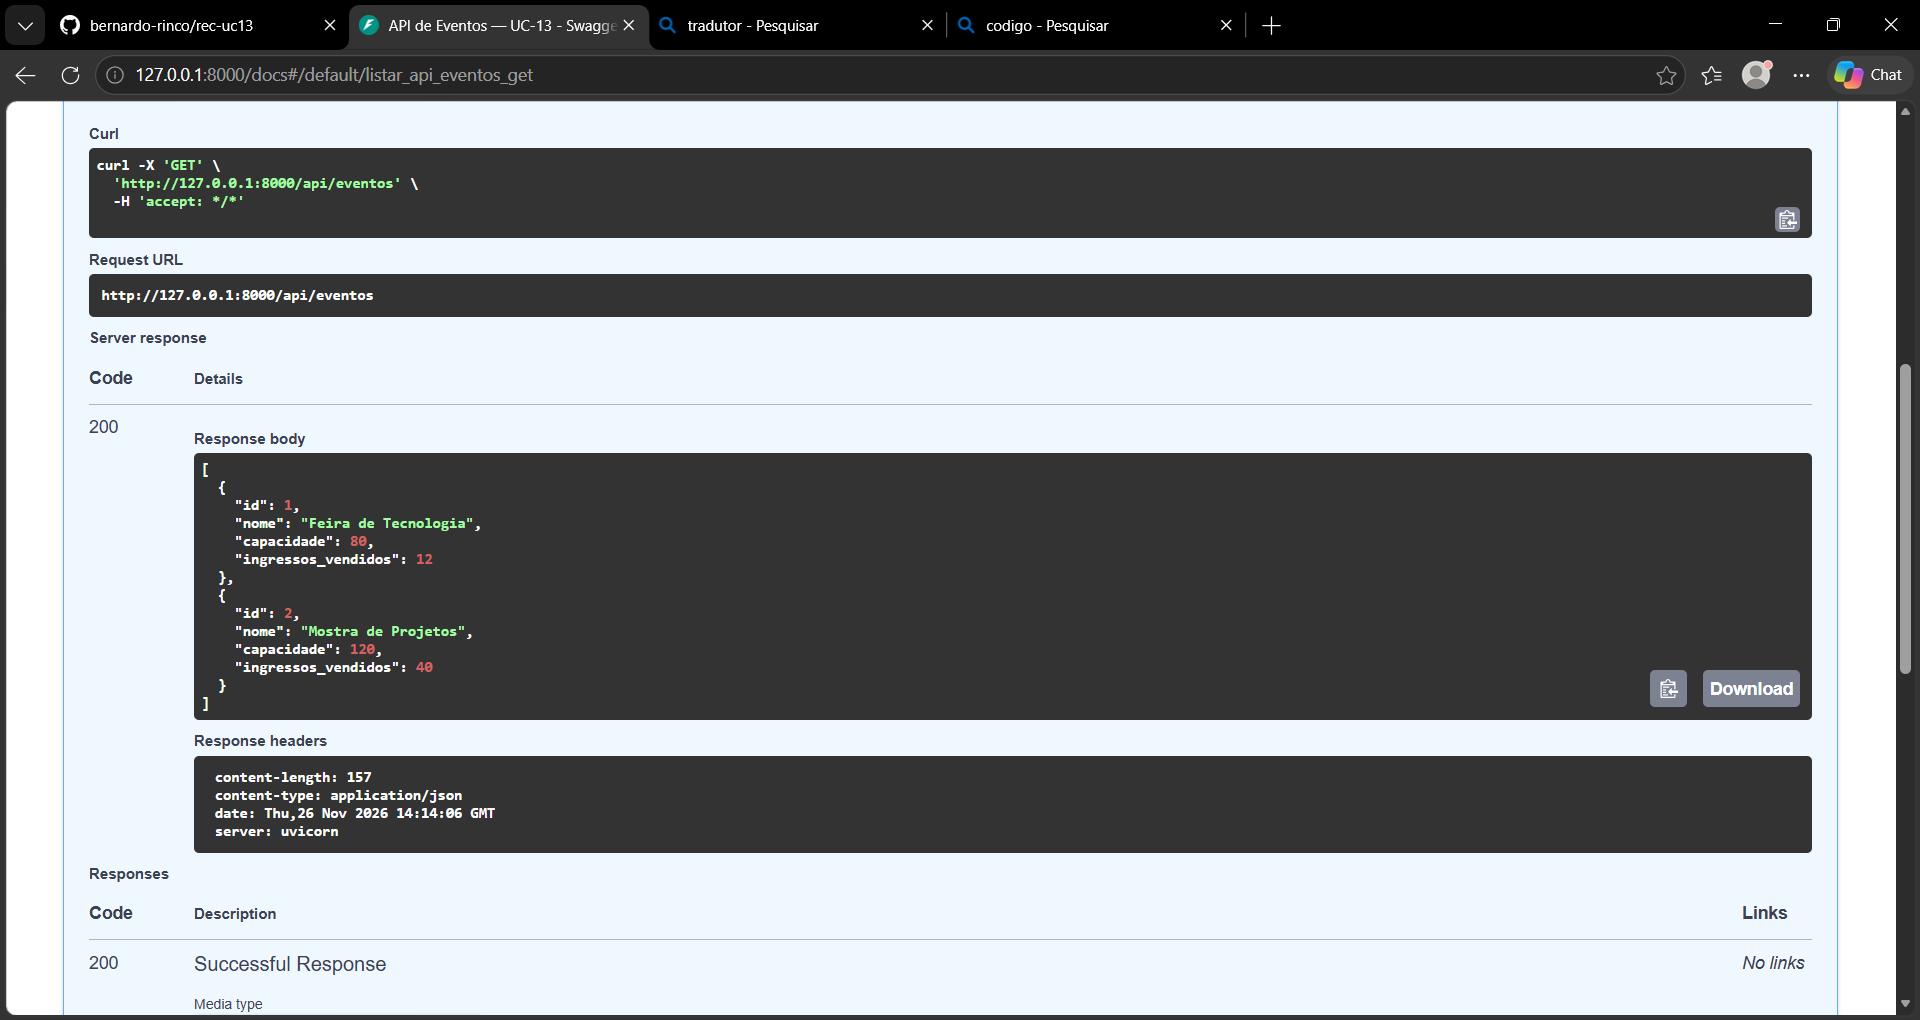 bernardo-rinco/rec-uc13
API de Eventos — UC-13 - Swagge
tradutor - Pesquisar
codigo - Pesquisar
127.0.0.1:8000/docs#/default/listar_api_eventos_get
Chat
Curl
curl -X 'GET' \
'http://127.0.0.1:8000/api/eventos' \
-H 'accept: */*'
Request URL
http://127.0.0.1:8000/api/eventos
Server response
Code Details
200
Response body
[
{
"id": 1,
"nome": "Feira de Tecnologia",
"capacidade": 80,
"ingressos_vendidos": 12
},
{
"id": 2,
"nome": "Mostra de Projetos",
"capacidade": 120,
"ingressos_vendidos": 40
}
]
Download
Response headers
content-length: 157
content-type: application/json
date: Thu,26 Nov 2026 14:14:06 GMT
server: uvicorn
Responses
Code Description Links
200 Successful Response No links
Media type